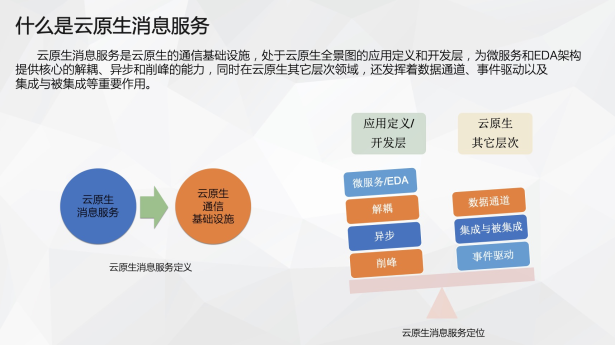 什么是云原生消息服务
云原生消息服务是云原生的通信基础设施，处于云原生全景图的应用定义和开发层，为微服务和EDA架构
提供核心的解耦、异步和削峰的能力，同时在云原生其它层次领域，还发挥着数据通道、事件驱动以及
集成与被集成等重要作用。
云原生
消息服务
云原生
通信
基础设施
云原生消息服务定义
应用定义/
开发层
云原生
其它层次
微服务/EDA
解耦
异步
削峰
数据通道
集成与被集成
事件驱动
云原生消息服务定位